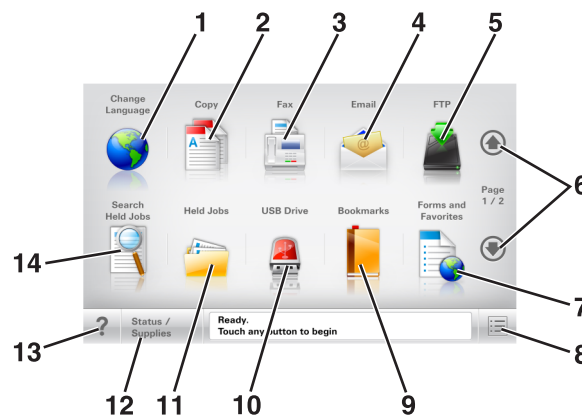 1 2 3 4 5
Change Language
Copy
Fax
Email
FTP
A
@
6
Page 1 / 2
Search Held Jobs
Held Jobs
USB Drive
Bookmarks
Forms and Favorites
14
7
?
Status / Supplies
Ready.
Touch any button to begin
13
12
11
10
9
8